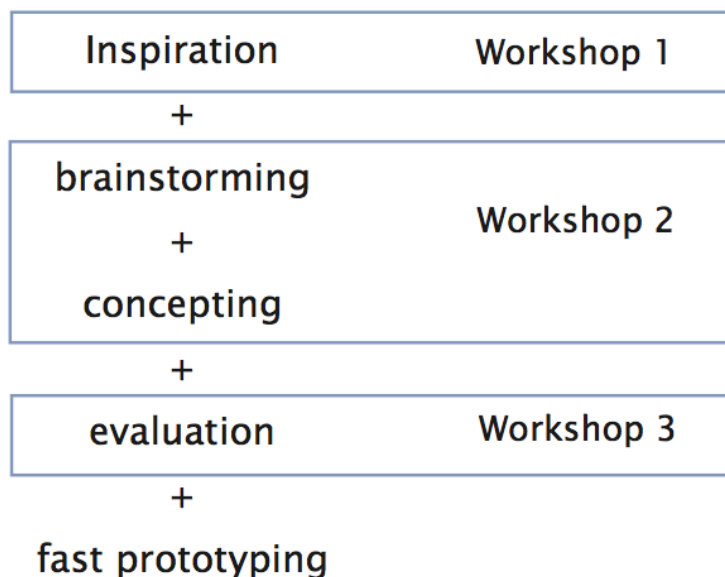 Inspiration Workshop 1
+
brainstorming
Workshop 2
+
concepting
+
evaluation Workshop 3
+
fast prototyping